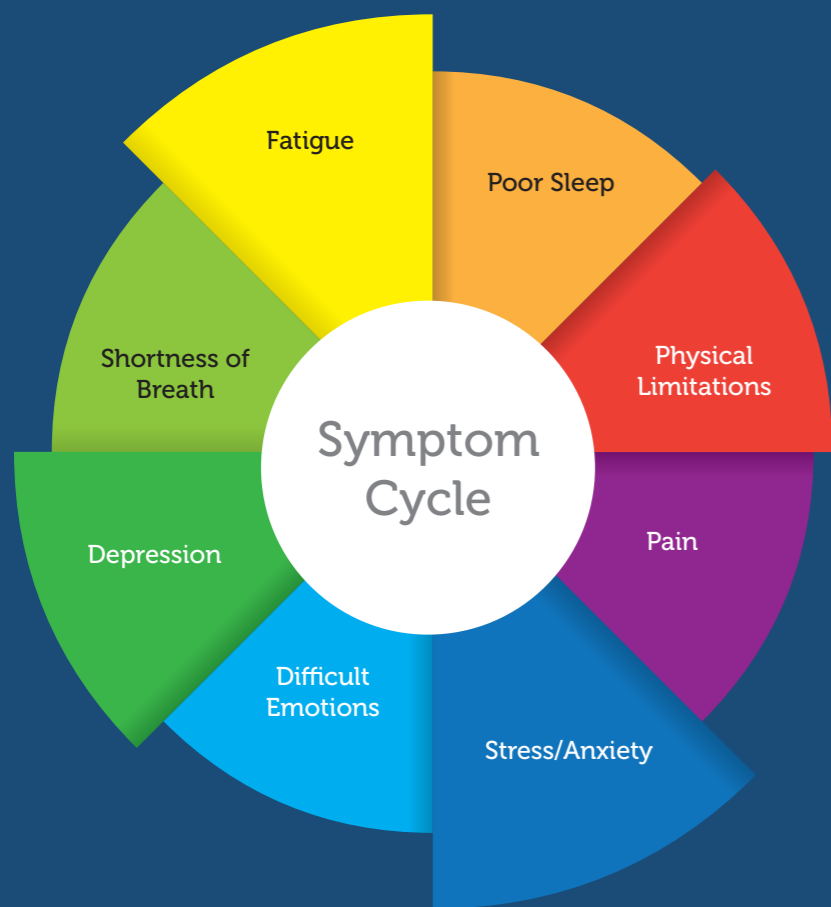 Symptom
Cycle
Fatigue
Poor Sleep
Physical
Limitations
Pain
Stress/Anxiety
Difficult
Emotions
Depression
Shortness of
Breath